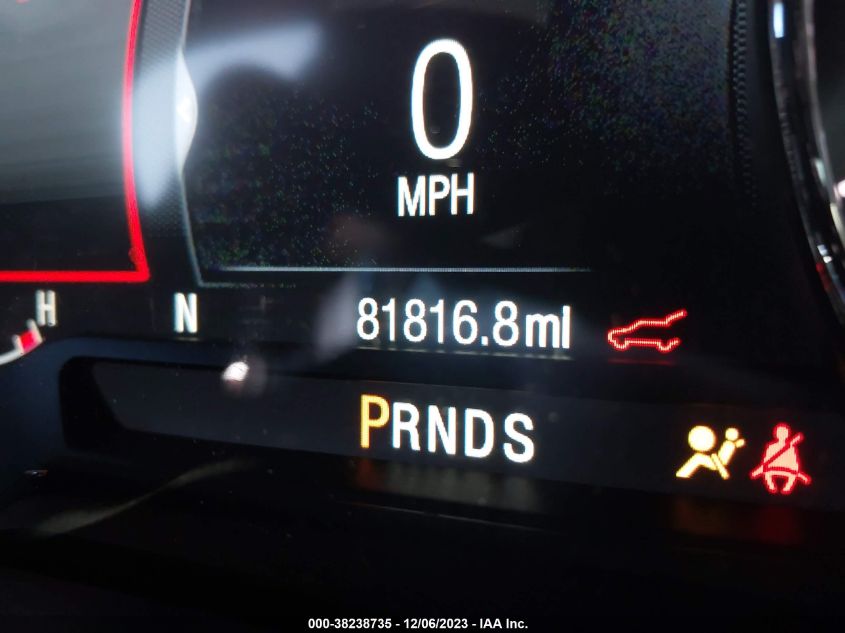 0
MPH
H N 81816.8mi
PRNDS
000-38238735 - 12/06/2023 - IAA Inc.